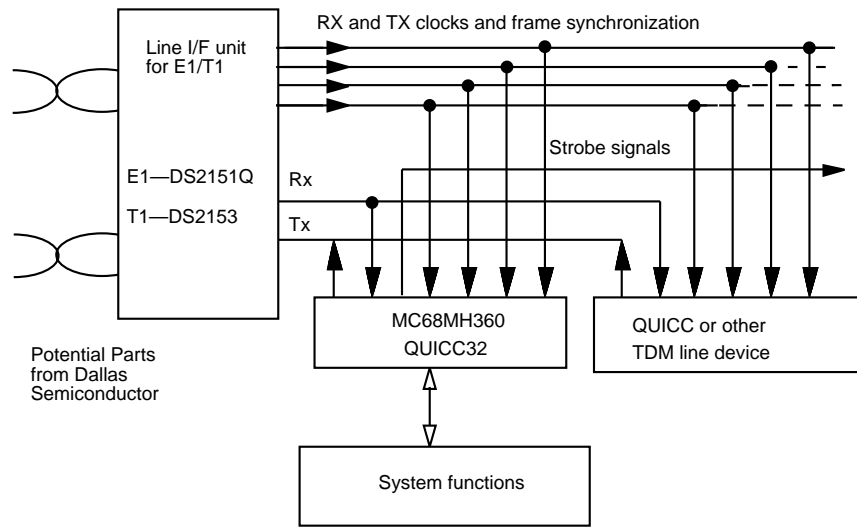 RX and TX clocks and frame synchronization
Line I/F unit
for E1/T1
Strobe signals
E1—DS2151Q
Rx
T1—DS2153
Tx
MC68MH360
QUICC32
QUICC or other
TDM line device
Potential Parts
from Dallas
Semiconductor
System functions